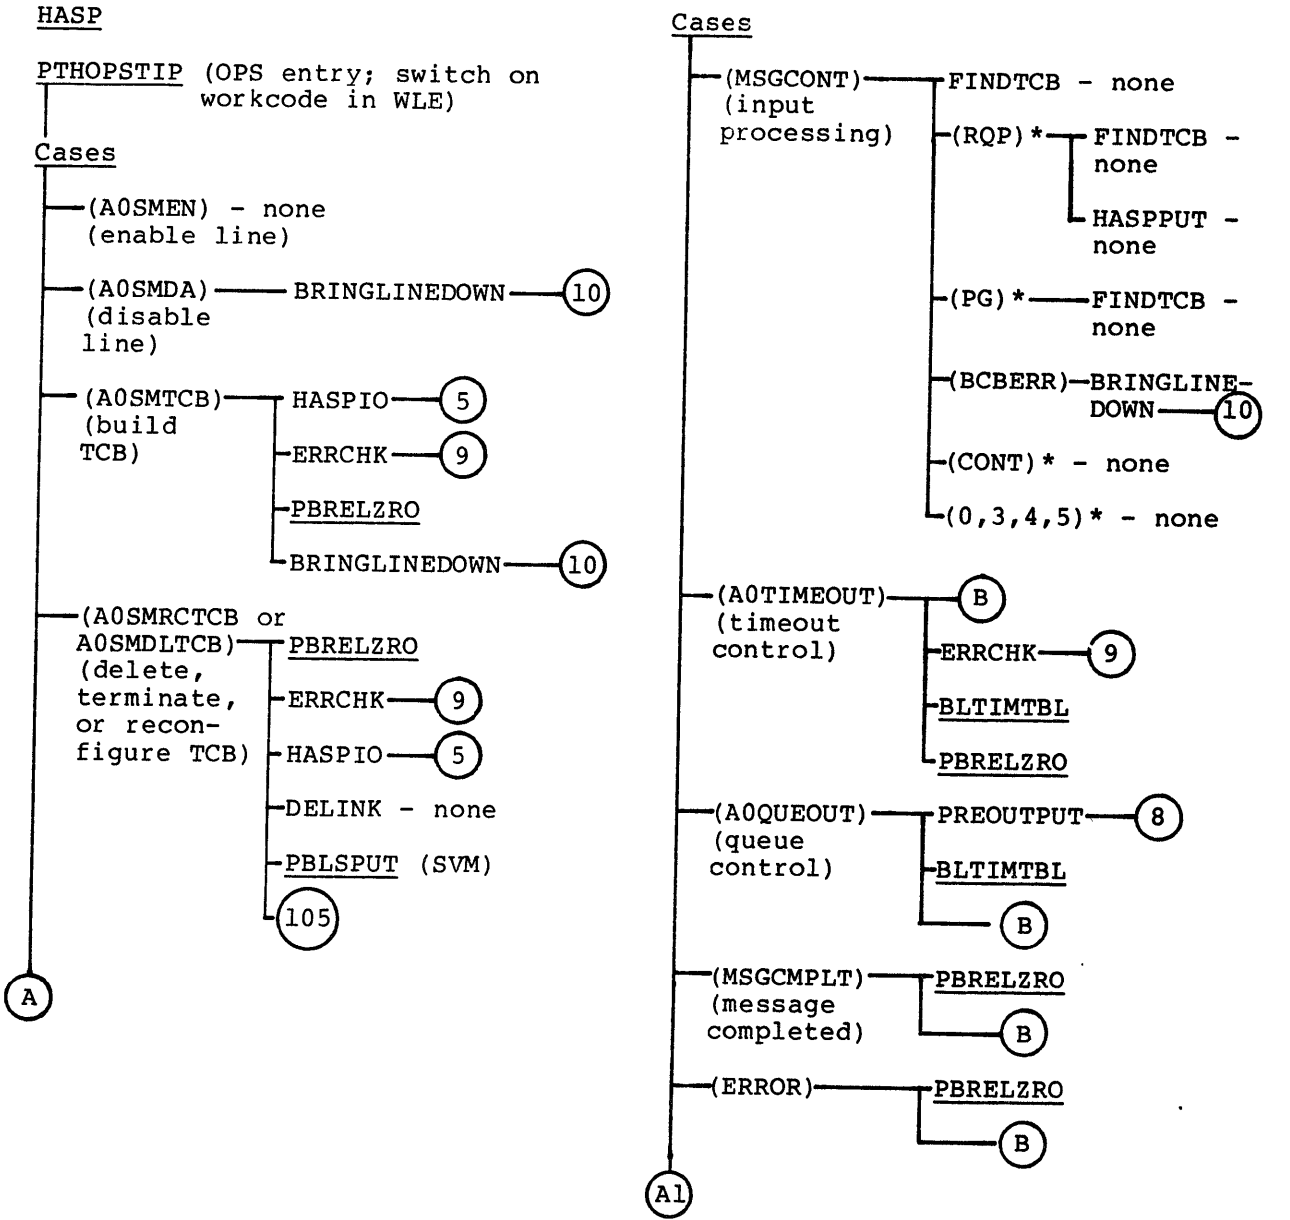 HASP
PTHOPSTIP (OPS entry; switch on
workcode in WLE)
Cases
(A0SMEN) - none
(enable line)
(A0SMDA) BRINGLINEDOWN 10
(disable
line)
(A0SMTCB) HASPIO 5
(build
TCB)
ERRCHK 9
PBRELZRO
BRINGLINEDOWN 10
(A0SMRCTCB or
A0SMDLTCB) PBRELZRO
(delete,
terminate, ERRCHK 9
or recon-
figure TCB) HASPIO 5
DELINK - none
PBLSPUT (SVM)
105
A
Cases
(MSGCONT) FINDTCB - none
(input
processing)
(RQP)* FINDTCB -
none
HASPPUT -
none
(PG)* FINDTCB -
none
(BCBERR) BRINGLINE-
DOWN 10
(CONT)* - none
(0,3,4,5)* - none
(A0TIMEOUT) B
(timeout
control) ERRCHK 9
BLTIMTBL
PBRELZRO
(A0QUEOUT) PREOUTPUT 8
(queue
control) BLTIMTBL
B
(MSGCMPLT) PBRELZRO
(message
completed) B
(ERROR) PBRELZRO
B
A1